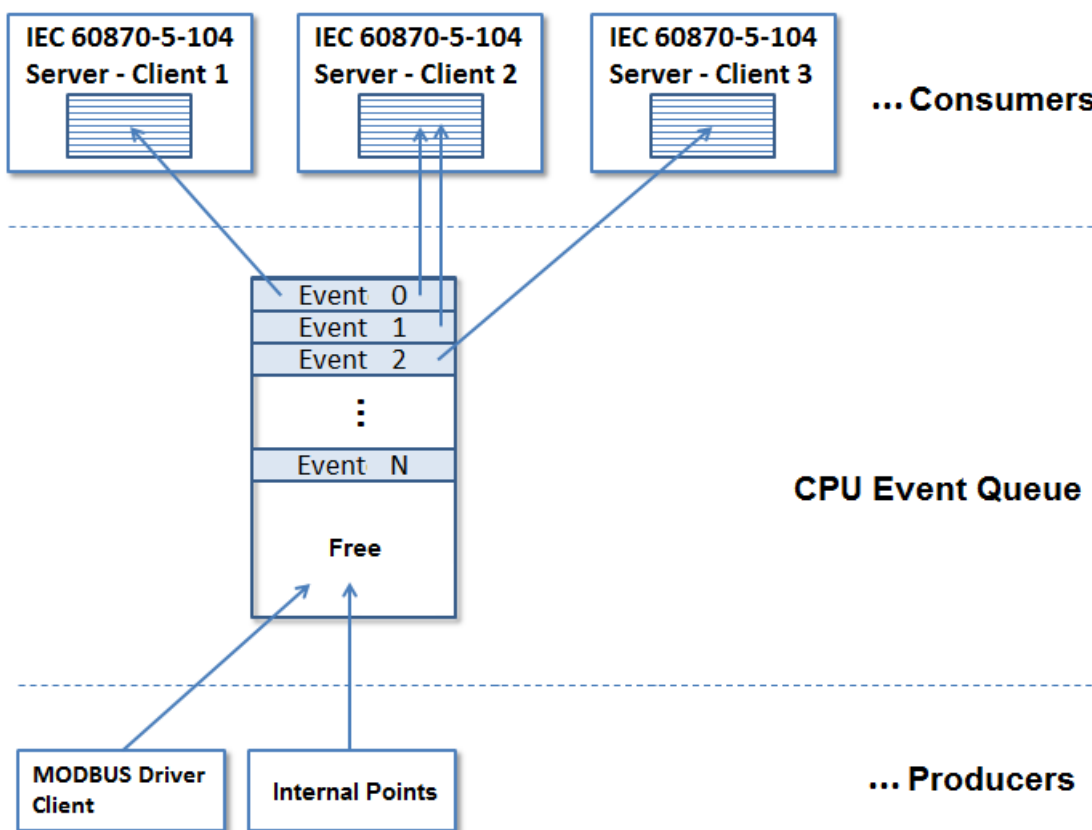 IEC 60870-5-104
Server - Client 1
IEC 60870-5-104
Server - Client 2
IEC 60870-5-104
Server - Client 3
... Consumers
Event 0
Event 1
Event 2
⋮
Event N
CPU Event Queue
Free
MODBUS Driver
Client
Internal Points
... Producers